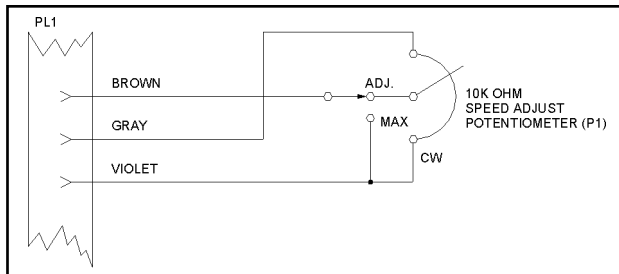 PL1
BROWN
ADJ.
10K OHM
SPEED ADJUST
POTENTIOMETER (P1)
GRAY
MAX
VIOLET
CW